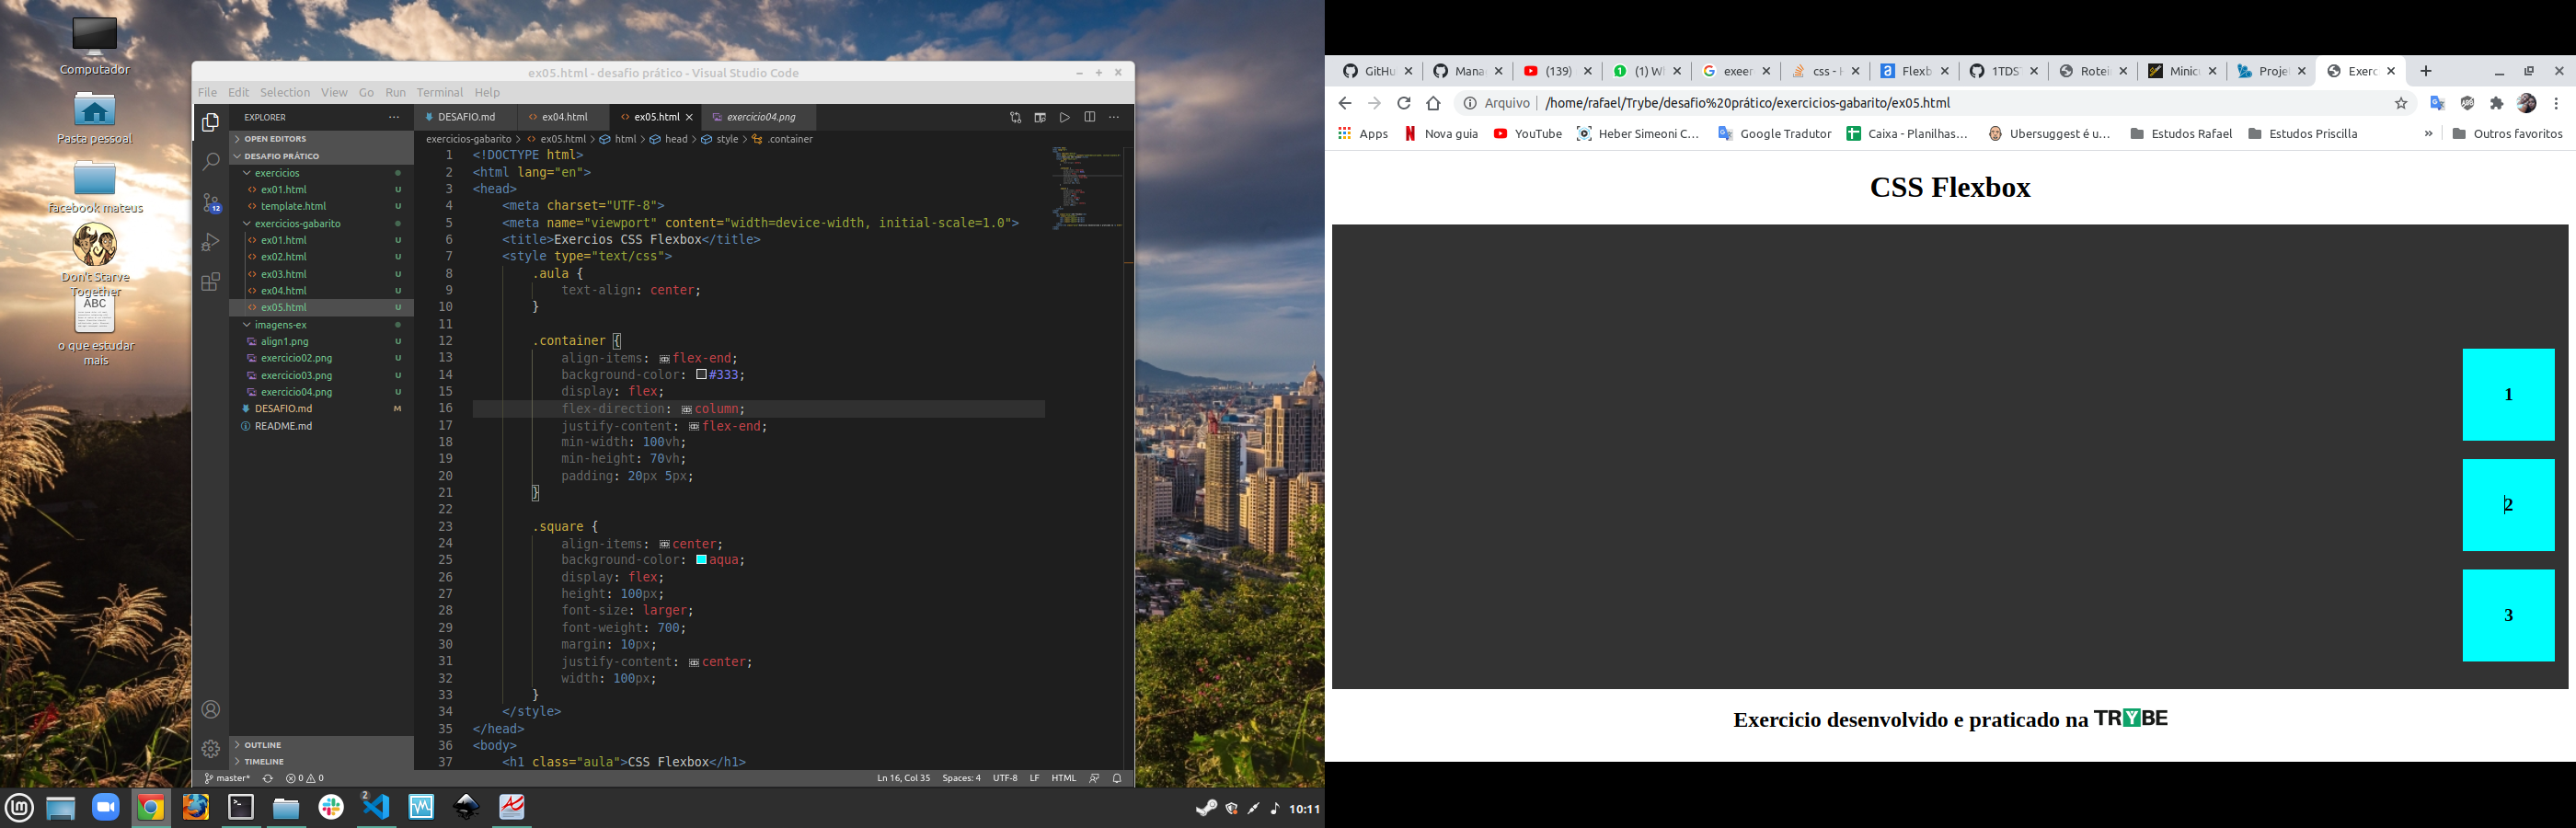 Computador
Pasta pessoal
facebook mateus
Don't Starve
Together
ABC
o que estudar
mais
ex05.html - desafio prático - Visual Studio Code
File Edit Selection View Go Run Terminal Help
EXPLORER
OPEN EDITORS
DESAFIO PRÁTICO
exercicios
ex01.html U
template.html U
exercicios-gabarito
ex01.html U
ex02.html U
ex03.html U
ex04.html U
ex05.html U
imagens-ex
align1.png U
exercicio02.png U
exercicio03.png U
exercicio04.png U
DESAFIO.md M
README.md
OUTLINE
TIMELINE
12
DESAFIO.md ex04.html ex05.html exercicio04.png
exercicios-gabarito > ex05.html > html > head > style > .container
1 <!DOCTYPE html>
2 <html lang="en">
3 <head>
4 <meta charset="UTF-8">
5 <meta name="viewport" content="width=device-width, initial-scale=1.0">
6 <title>Exercios CSS Flexbox</title>
7 <style type="text/css">
8 .aula {
9 text-align: center;
10 }
11
12 .container {
13 align-items: flex-end;
14 background-color: #333;
15 display: flex;
16 flex-direction: column;
17 justify-content: flex-end;
18 min-width: 100vh;
19 min-height: 70vh;
20 padding: 20px 5px;
21 }
22
23 .square {
24 align-items: center;
25 background-color: aqua;
26 display: flex;
27 height: 100px;
28 font-size: larger;
29 font-weight: 700;
30 margin: 10px;
31 justify-content: center;
32 width: 100px;
33 }
34 </style>
35 </head>
36 <body>
37 <h1 class="aula">CSS Flexbox</h1>
master* 0 0 Ln 16, Col 35 Spaces: 4 UTF-8 LF HTML
2
10:11
GitHu Mana (139) (1) W exeer css - H Flexb 1TDS Rotei Minic Proje Exerc
Arquivo /home/rafael/Trybe/desafio%20prático/exercicios-gabarito/ex05.html
Apps Nova guia YouTube Heber Simeoni C... Google Tradutor Caixa - Planilhas... Ubersuggest é u... Estudos Rafael Estudos Priscilla » Outros favoritos
CSS Flexbox
1
2
3
Exercicio desenvolvido e praticado na TRYBE